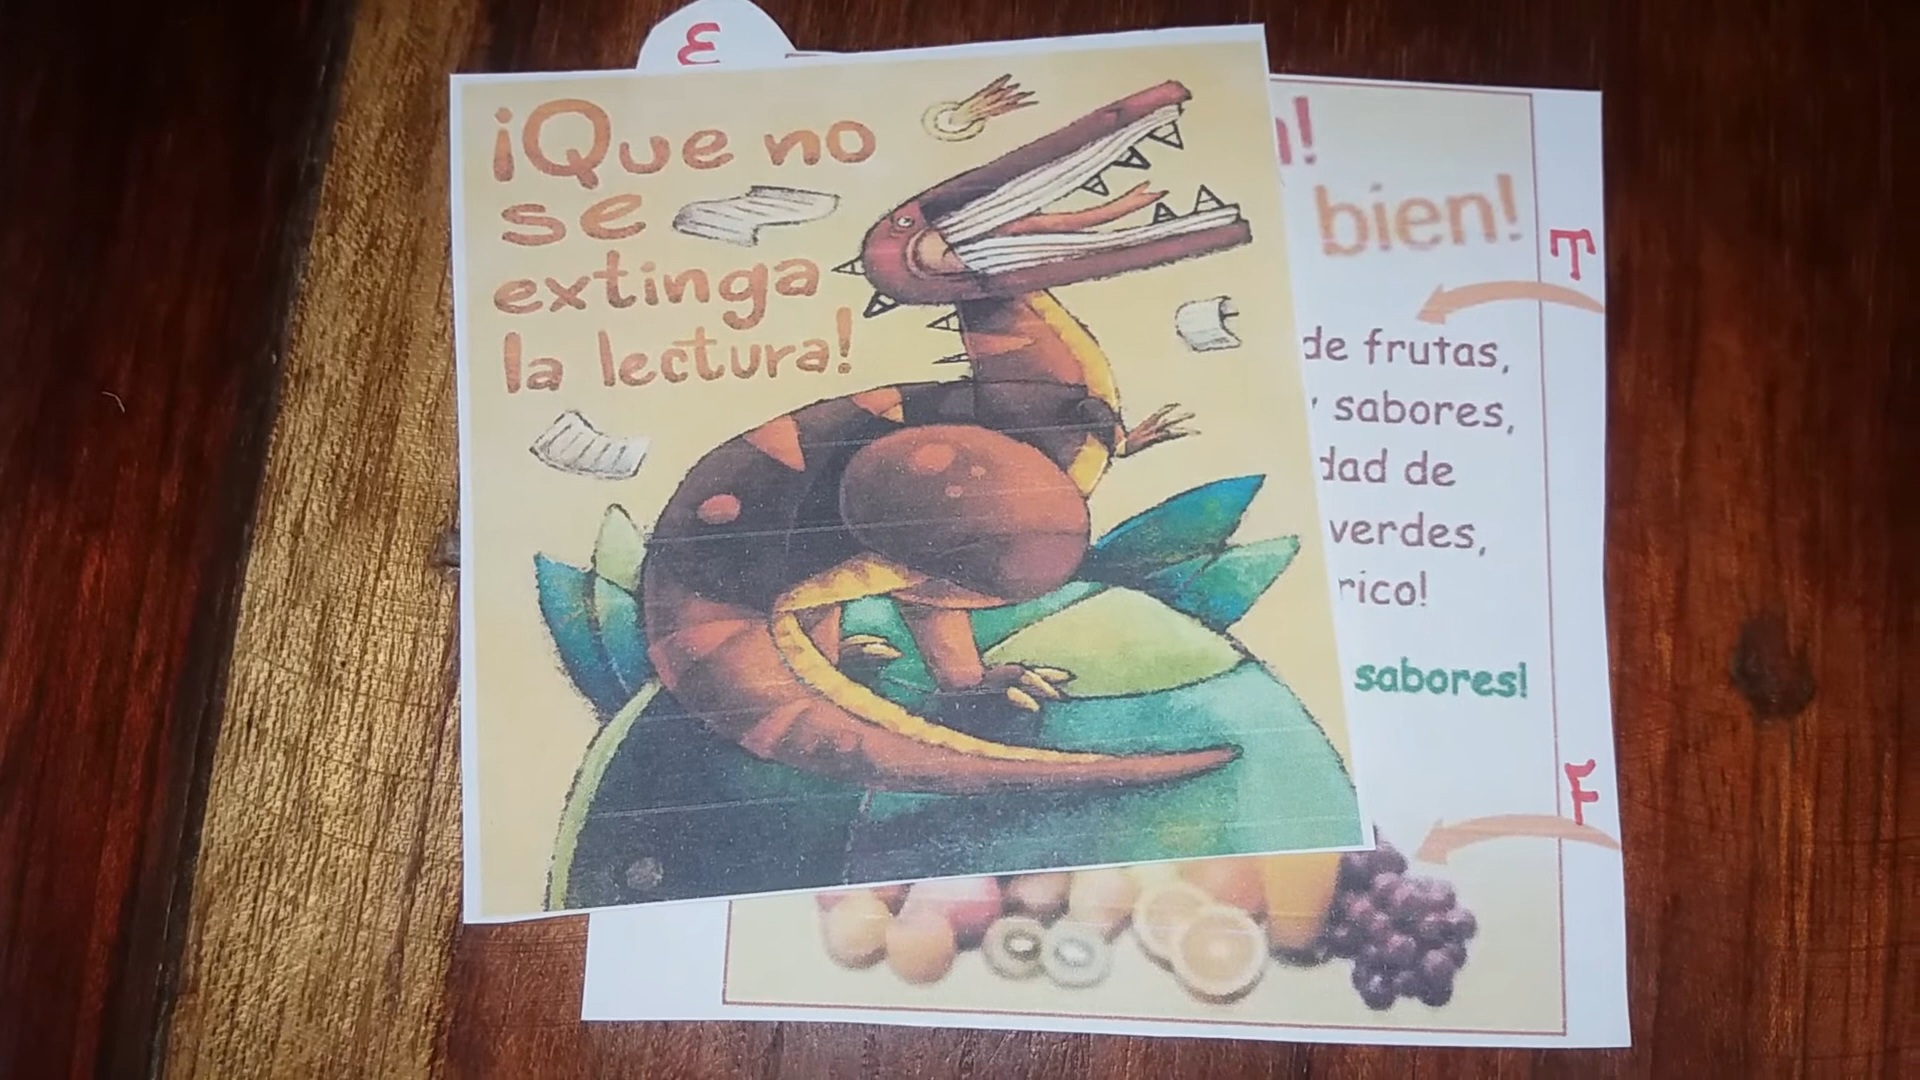 E
¡Que no
se
extinga
la lectura!
!
bien!
T
de frutas,
y sabores,
dad de
verdes,
rico!
sabores!
F